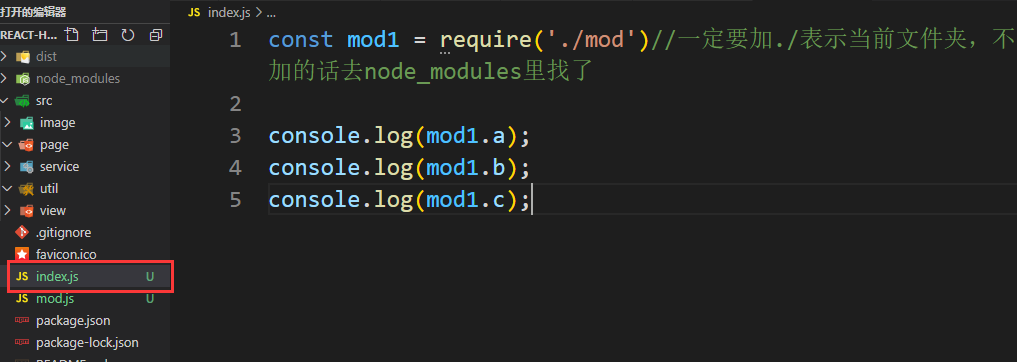 打开的编辑器
REACT-H...
dist
node_modules
src
image
page
service
util
view
.gitignore
favicon.ico
JS index.js U
JS mod.js U
package.json
package-lock.json
JS index.js > ...
1 const mod1 = require('./mod')//一定要加./表示当前文件夹，不
加的话去node_modules里找了
2
3 console.log(mod1.a);
4 console.log(mod1.b);
5 console.log(mod1.c);